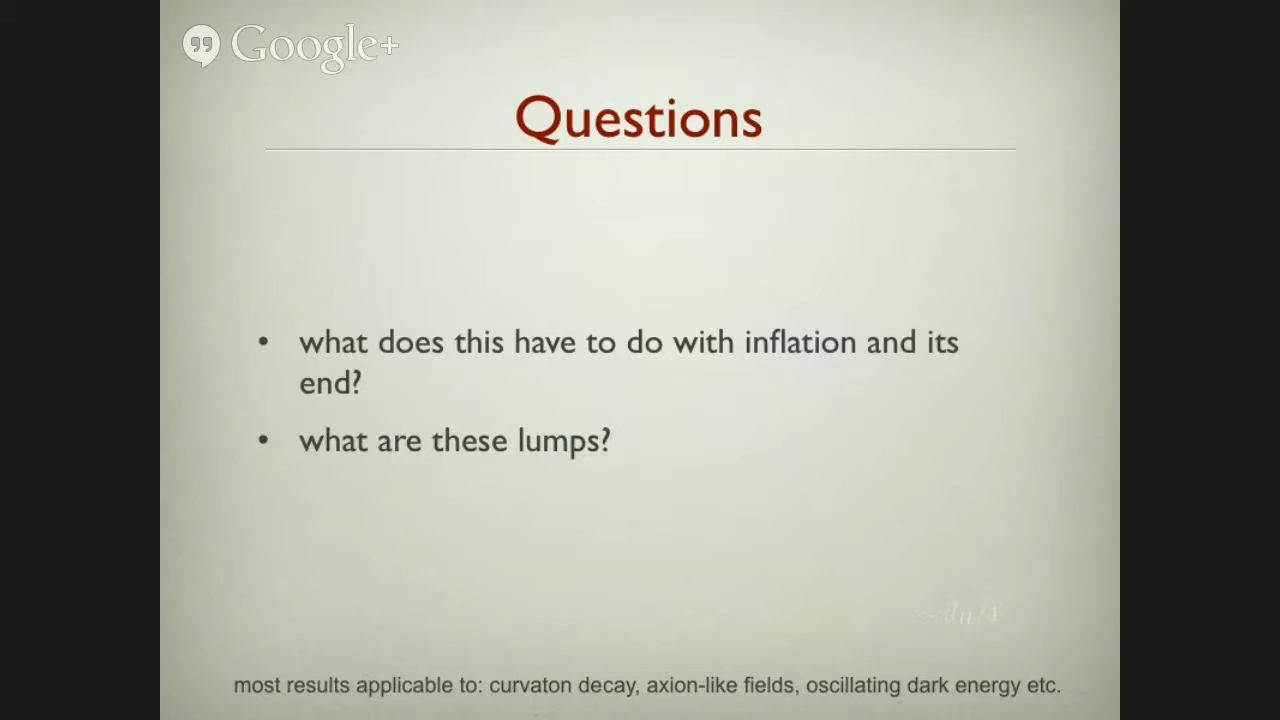 Google+
Questions
• what does this have to do with inflation and its
end?
• what are these lumps?
most results applicable to: curvaton decay, axion-like fields, oscillating dark energy etc.